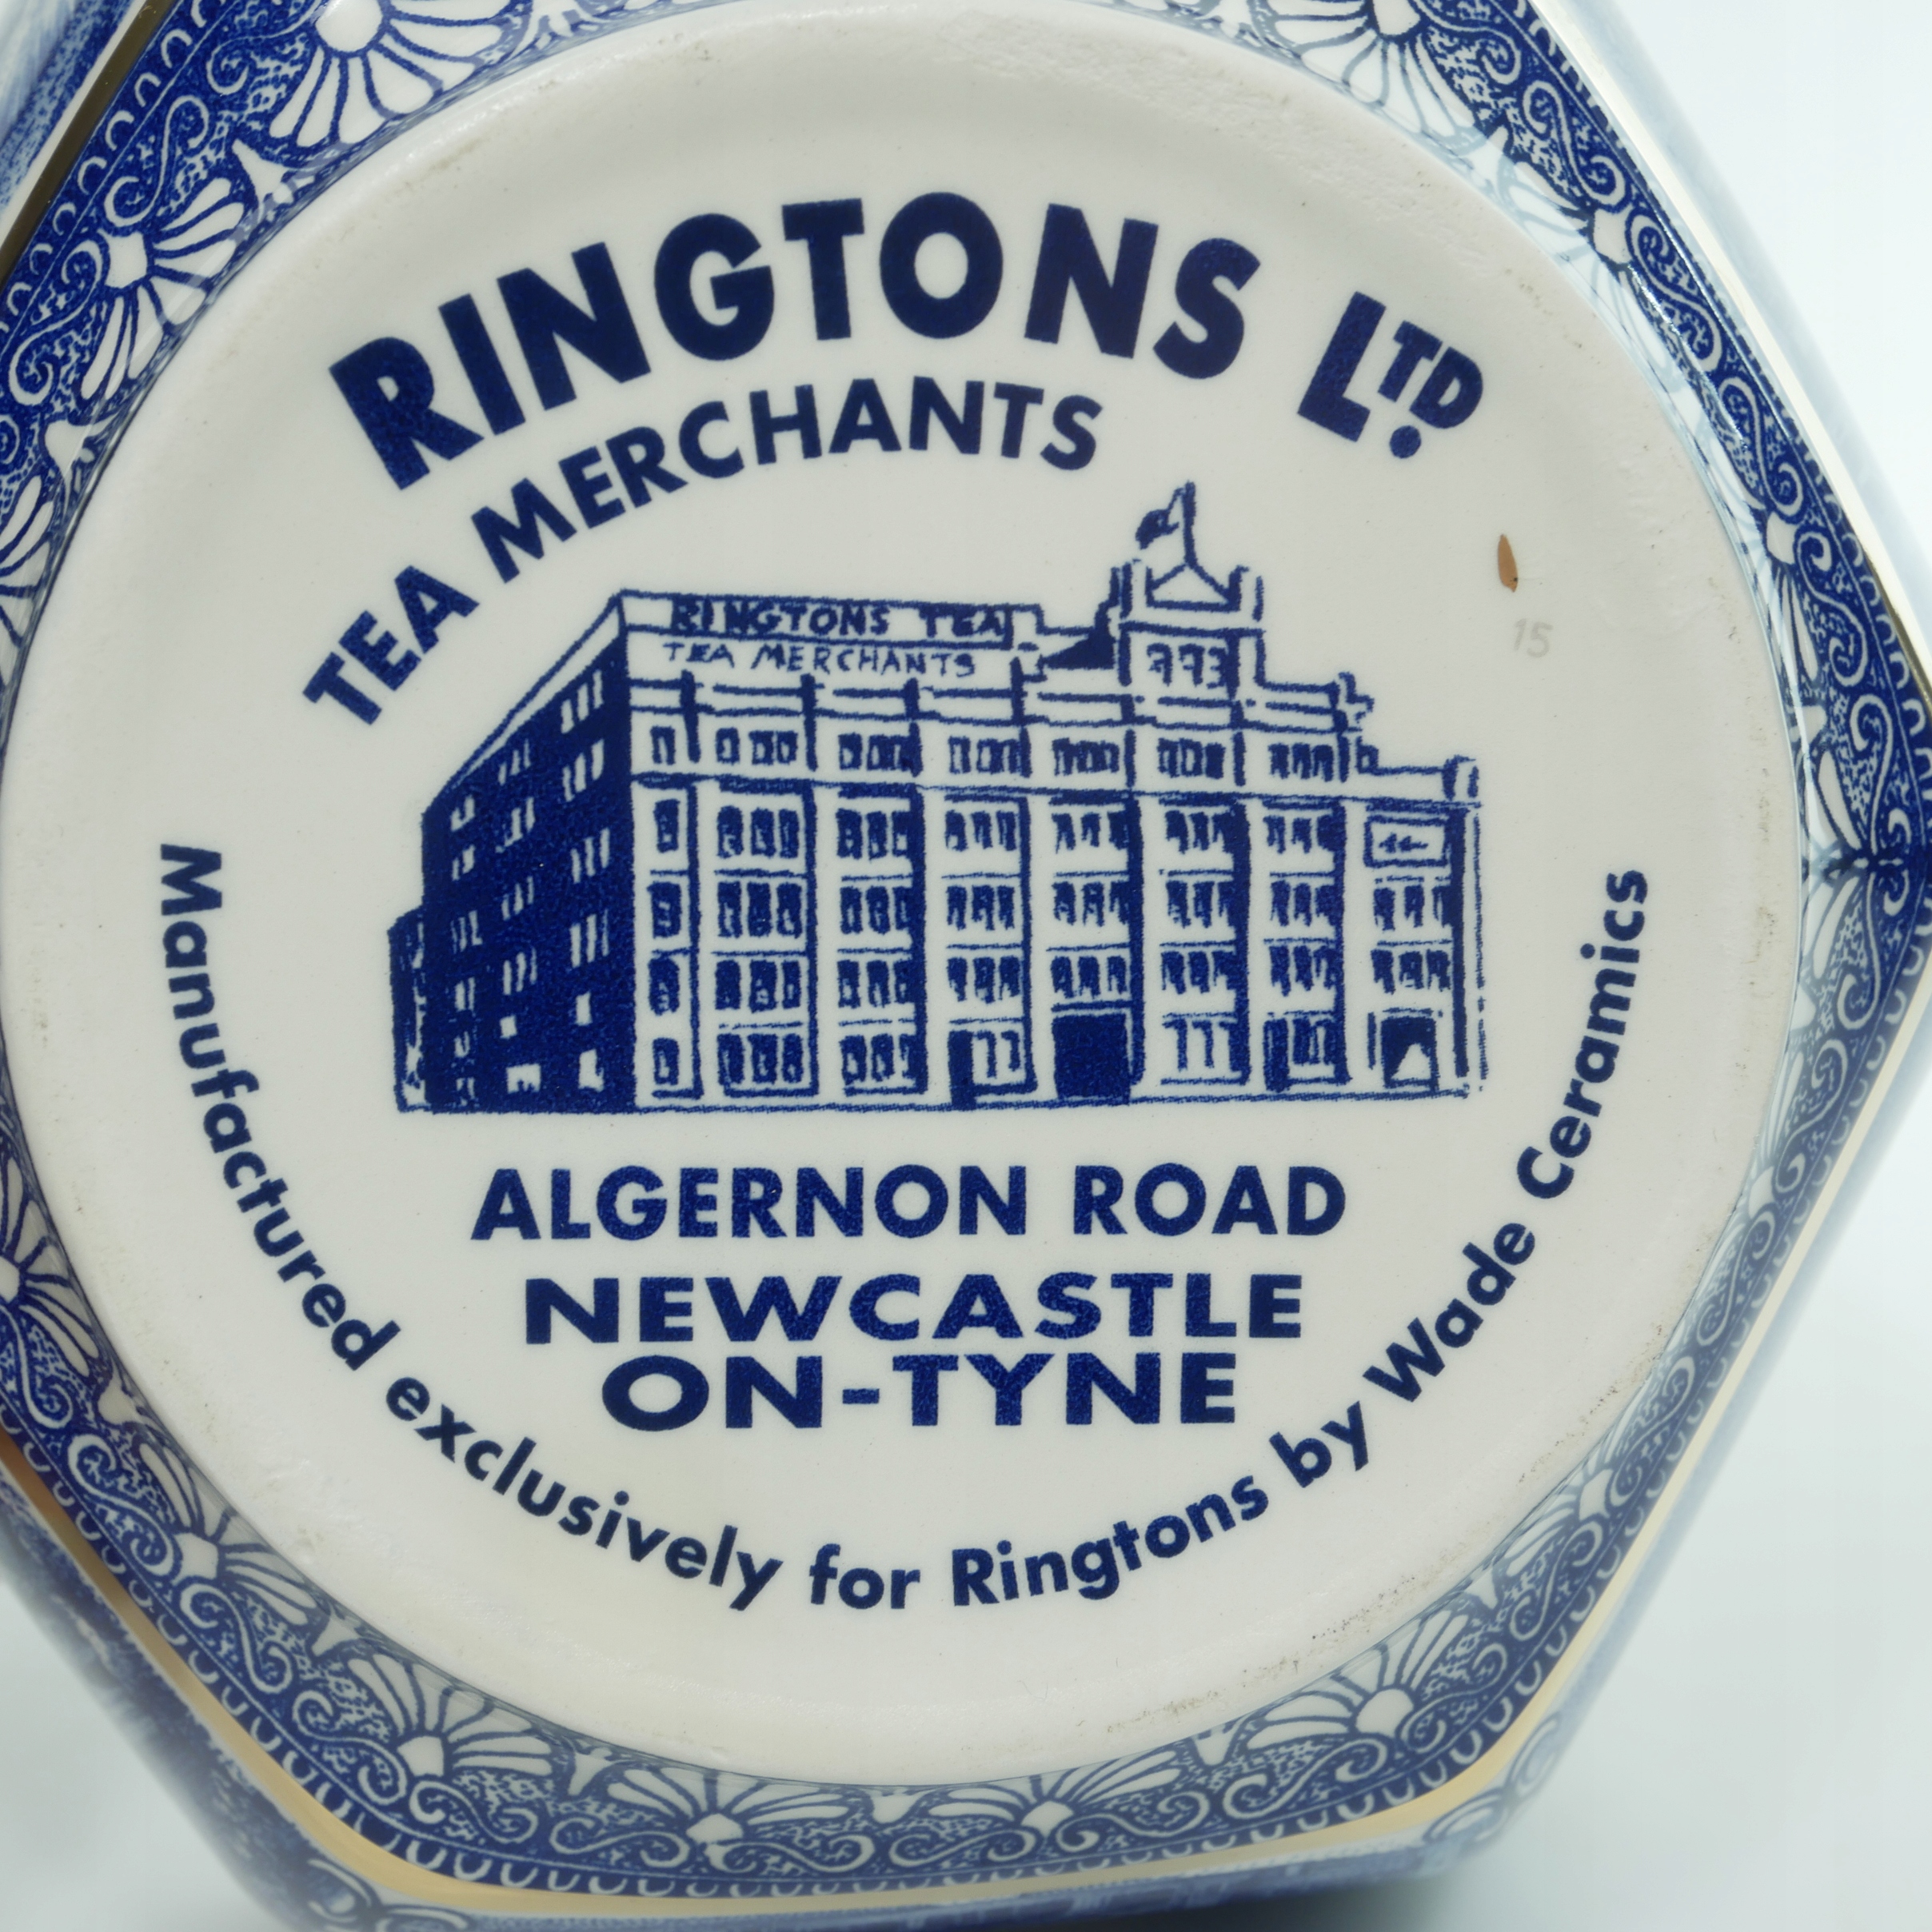 RINGTONS LTD.
TEA MERCHANTS
RINGTONS TEA
TEA MERCHANTS
15
ALGERNON ROAD
NEWCASTLE
ON-TYNE
Manufactured exclusively for Ringtons by Wade Ceramics